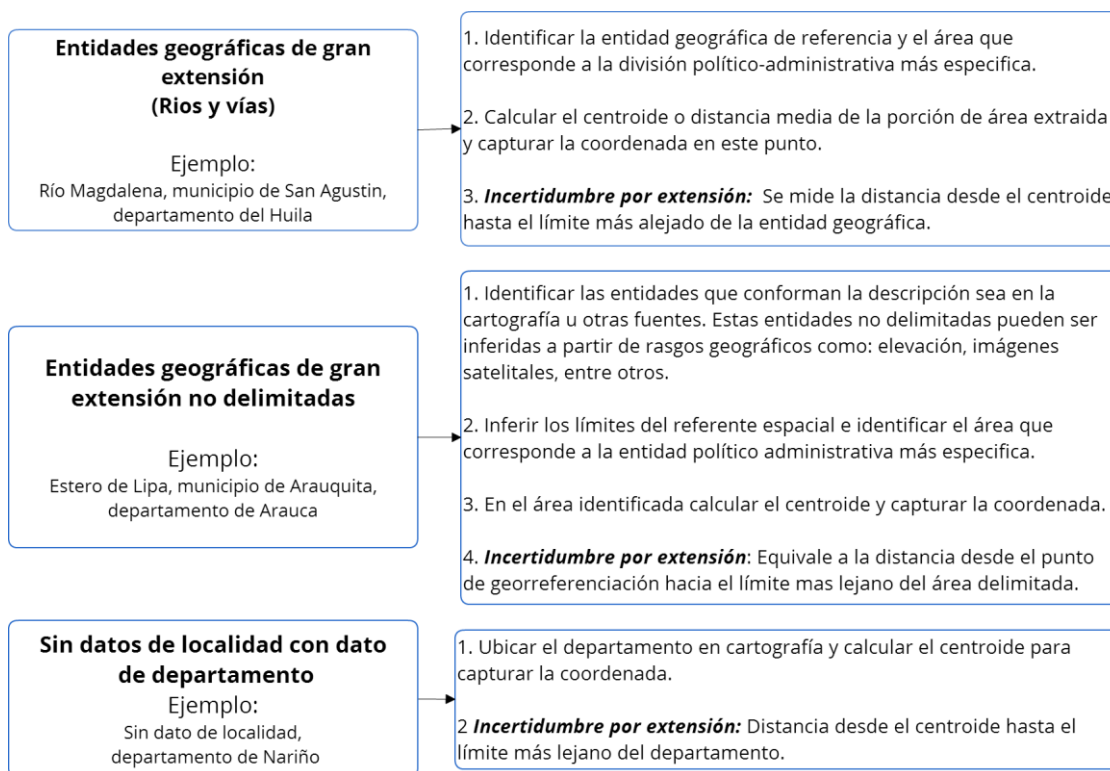 Entidades geográficas de gran
extensión
(Rios y vías)
Ejemplo:
Río Magdalena, municipio de San Agustin,
departamento del Huila
1. Identificar la entidad geográfica de referencia y el área que
corresponde a la división político-administrativa más especifica.
2. Calcular el centroide o distancia media de la porción de área extraida
y capturar la coordenada en este punto.
3. Incertidumbre por extensión: Se mide la distancia desde el centroide
hasta el límite más alejado de la entidad geográfica.
Entidades geográficas de gran
extensión no delimitadas
Ejemplo:
Estero de Lipa, municipio de Arauquita,
departamento de Arauca
1. Identificar las entidades que conforman la descripción sea en la
cartografía u otras fuentes. Estas entidades no delimitadas pueden ser
inferidas a partir de rasgos geográficos como: elevación, imágenes
satelitales, entre otros.
2. Inferir los límites del referente espacial e identificar el área que
corresponde a la entidad político administrativa más especifica.
3. En el área identificada calcular el centroide y capturar la coordenada.
4. Incertidumbre por extensión: Equivale a la distancia desde el punto
de georreferenciación hacia el límite mas lejano del área delimitada.
Sin datos de localidad con dato
de departamento
Ejemplo:
Sin dato de localidad,
departamento de Nariño
1. Ubicar el departamento en cartografía y calcular el centroide para
capturar la coordenada.
2 Incertidumbre por extensión: Distancia desde el centroide hasta el
límite más lejano del departamento.